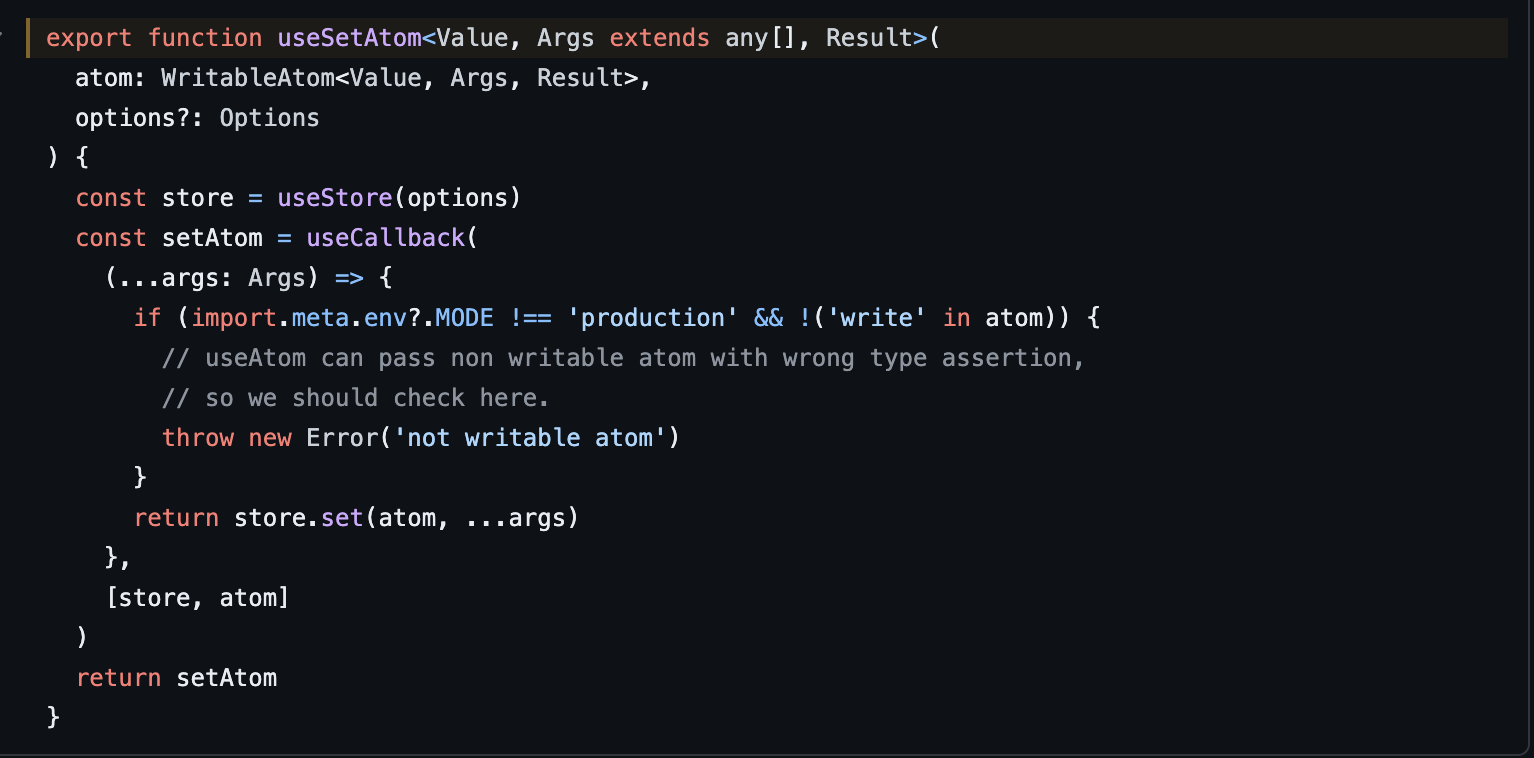 export function useSetAtom<Value, Args extends any[], Result>(
  atom: WritableAtom<Value, Args, Result>,
  options?: Options
) {
  const store = useStore(options)
  const setAtom = useCallback(
    (...args: Args) => {
      if (import.meta.env?.MODE !== 'production' && !('write' in atom)) {
        // useAtom can pass non writable atom with wrong type assertion,
        // so we should check here.
        throw new Error('not writable atom')
      }
      return store.set(atom, ...args)
    },
    [store, atom]
  )
  return setAtom
}